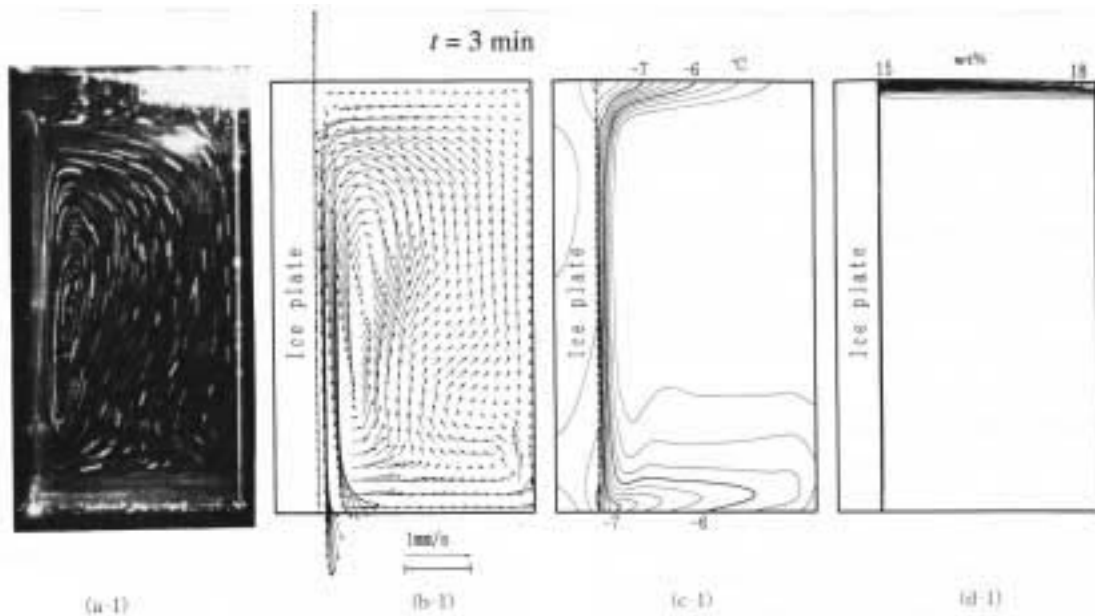 t = 3 min
Ice plate
1mm/s
(a-1)
(b-1)
-7 -6 ℃
Ice plate
-7 -6
(c-1)
15 wt% 18
Ice plate
(d-1)